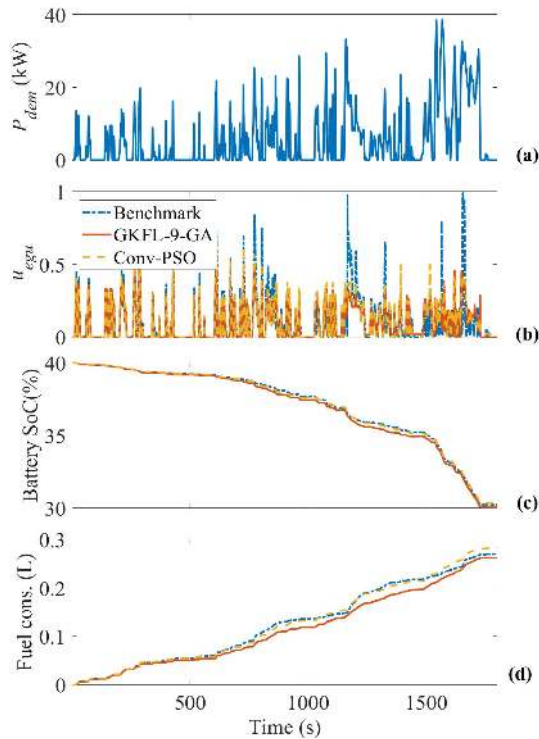 40
20
0
P_dem (kW)
(a)
1
0.5
0
u_egu
Benchmark
GKFL-9-GA
Conv-PSO
(b)
40
35
30
Battery SoC(%)
(c)
0.3
0.2
0.1
0
Fuel cons. (L)
(d)
500
1000
1500
Time (s)